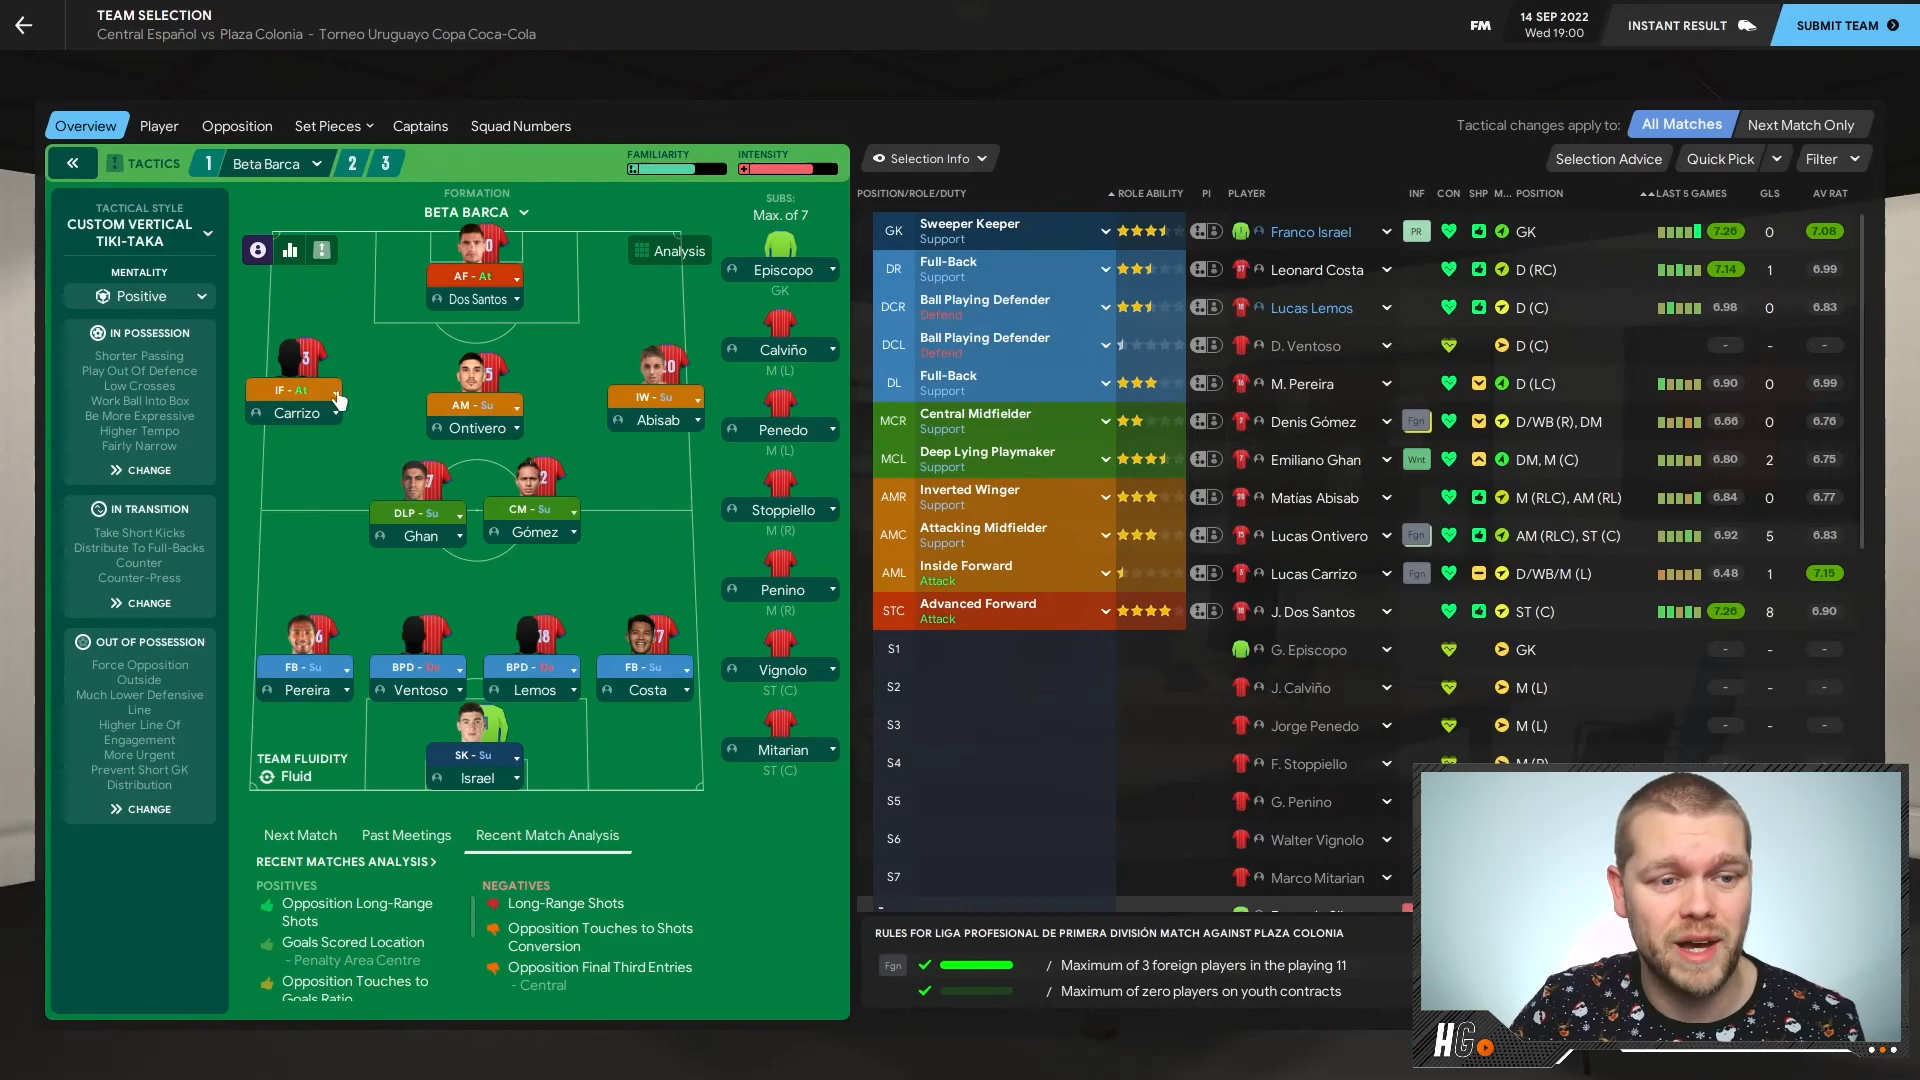 TEAM SELECTION
Central Español vs Plaza Colonia - Torneo Uruguayo Copa Coca-Cola
FM
14 SEP 2022
Wed 19:00
INSTANT RESULT
SUBMIT TEAM
Overview
Player
Opposition
Set Pieces
Captains
Squad Numbers
Tactical changes apply to:
All Matches
Next Match Only
TACTICS
1
Beta Barca
2
3
FAMILIARITY
INTENSITY
Selection Info
Selection Advice
Quick Pick
Filter
TACTICAL STYLE
CUSTOM VERTICAL
TIKI-TAKA
MENTALITY
Positive
IN POSSESSION
Shorter Passing
Play Out Of Defence
Low Crosses
Work Ball Into Box
Be More Expressive
Higher Tempo
Fairly Narrow
CHANGE
IN TRANSITION
Take Short Kicks
Distribute To Full-Backs
Counter
Counter-Press
CHANGE
OUT OF POSSESSION
Force Opposition
Outside
Much Lower Defensive
Line
Higher Line Of
Engagement
More Urgent
Prevent Short GK
Distribution
CHANGE
FORMATION
BETA BARCA
Analysis
AF - At
Dos Santos
IF - At
Carrizo
AM - Su
Ontivero
IW - Su
Abisab
DLP - Su
Ghan
CM - Su
Gómez
FB - Su
Pereira
BPD - De
Ventoso
BPD - De
Lemos
FB - Su
Costa
SK - Su
Israel
TEAM FLUIDITY
Fluid
SUBS:
Max. of 7
Episcopo
GK
Calviño
M (L)
Penedo
M (L)
Stoppiello
M (R)
Penino
M (R)
Vignolo
ST (C)
Mitarian
ST (C)
Next Match
Past Meetings
Recent Match Analysis
RECENT MATCHES ANALYSIS
POSITIVES
Opposition Long-Range
Shots
Goals Scored Location
- Penalty Area Centre
Opposition Touches to
Goals Ratio
NEGATIVES
Long-Range Shots
Opposition Touches to Shots
Conversion
Opposition Final Third Entries
- Central
POSITION/ROLE/DUTY ROLE ABILITY PI PLAYER INF CON SHP M... POSITION LAST 5 GAMES GLS AV RAT
GK Sweeper Keeper Support Franco Israel PR GK 7.26 0 7.08
DR Full-Back Support Leonard Costa D (RC) 7.14 1 6.99
DCR Ball Playing Defender Defend Lucas Lemos D (C) 6.98 0 6.83
DCL Ball Playing Defender Defend D. Ventoso D (C) - - -
DL Full-Back Support M. Pereira D (LC) 6.90 0 6.99
MCR Central Midfielder Support Denis Gómez Fgn D/WB (R), DM 6.66 0 6.76
MCL Deep Lying Playmaker Support Emiliano Ghan Wnt DM, M (C) 6.80 2 6.75
AMR Inverted Winger Support Matías Abisab M (RLC), AM (RL) 6.84 0 6.77
AMC Attacking Midfielder Support Lucas Ontivero Fgn AM (RLC), ST (C) 6.92 5 6.83
AML Inside Forward Attack Lucas Carrizo Fgn D/WB/M (L) 6.48 1 7.15
STC Advanced Forward Attack J. Dos Santos ST (C) 7.26 8 6.90
S1 G. Episcopo GK - - -
S2 J. Calviño M (L) - - -
S3 Jorge Penedo M (L) - - -
S4 F. Stoppiello M (R)
S5 G. Penino
S6 Walter Vignolo
S7 Marco Mitarian
RULES FOR LIGA PROFESIONAL DE PRIMERA DIVISIÓN MATCH AGAINST PLAZA COLONIA
Fgn / Maximum of 3 foreign players in the playing 11
/ Maximum of zero players on youth contracts
HG